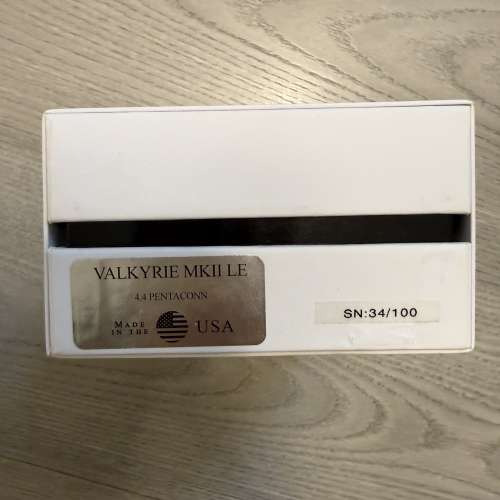 VALKYRIE MKII LE
4.4 PENTACONN
MADE
IN THE
USA
SN:34/100